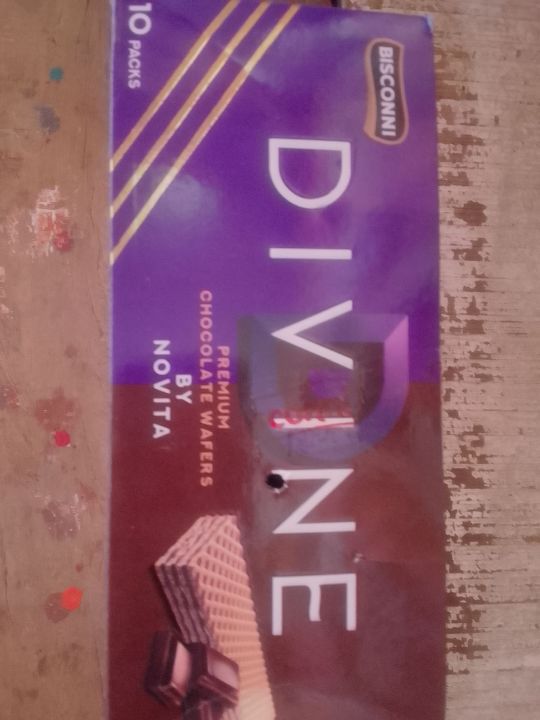 BISCONNI
DIVINE
PREMIUM
CHOCOLATE WAFERS
BY
NOVITA
10 PACKS